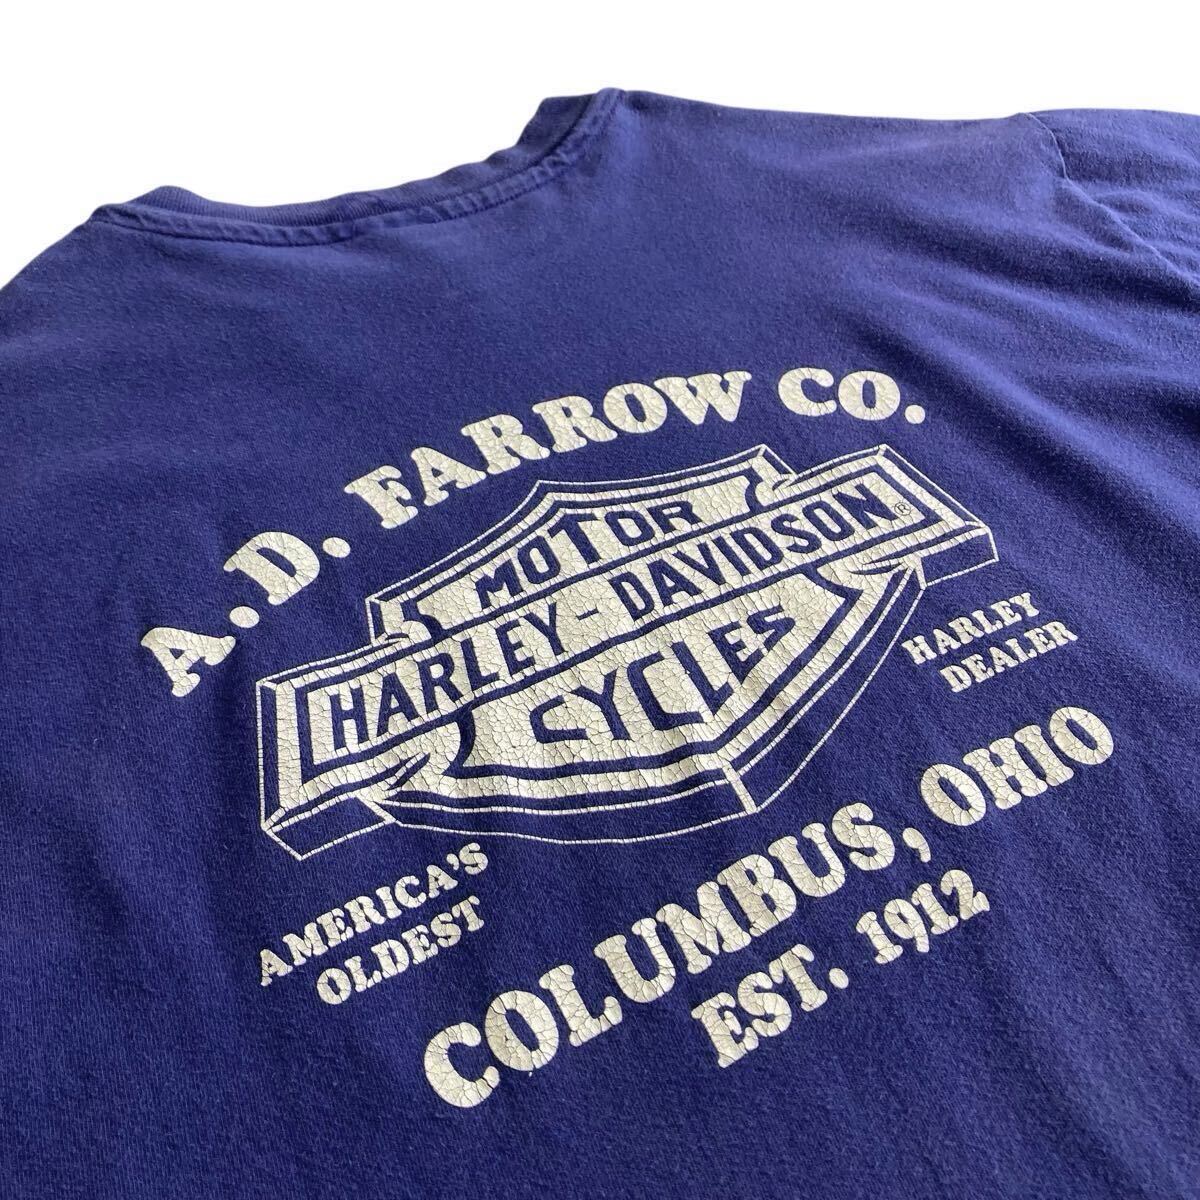 A.D. FARROW CO.
MOTOR
HARLEY-DAVIDSON®
CYCLES
AMERICA'S
OLDEST
HARLEY
DEALER
COLUMBUS, OHIO
EST. 1912